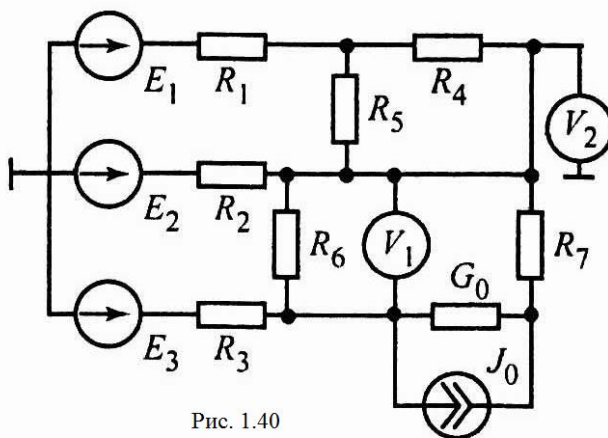 E1 R1 R4
R5 V2
E2 R2
R6 V1 R7
G0
E3 R3 J0
Рис. 1.40